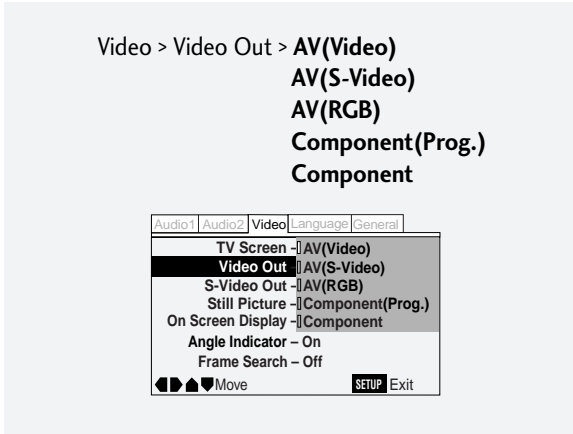 Video > Video Out > AV(Video)
AV(S-Video)
AV(RGB)
Component(Prog.)
Component
Audio1 Audio2 Video Language General
TV Screen - AV(Video)
Video Out - AV(S-Video)
S-Video Out - AV(RGB)
Still Picture - Component(Prog.)
On Screen Display - Component
Angle Indicator – On
Frame Search – Off
Move SETUP Exit